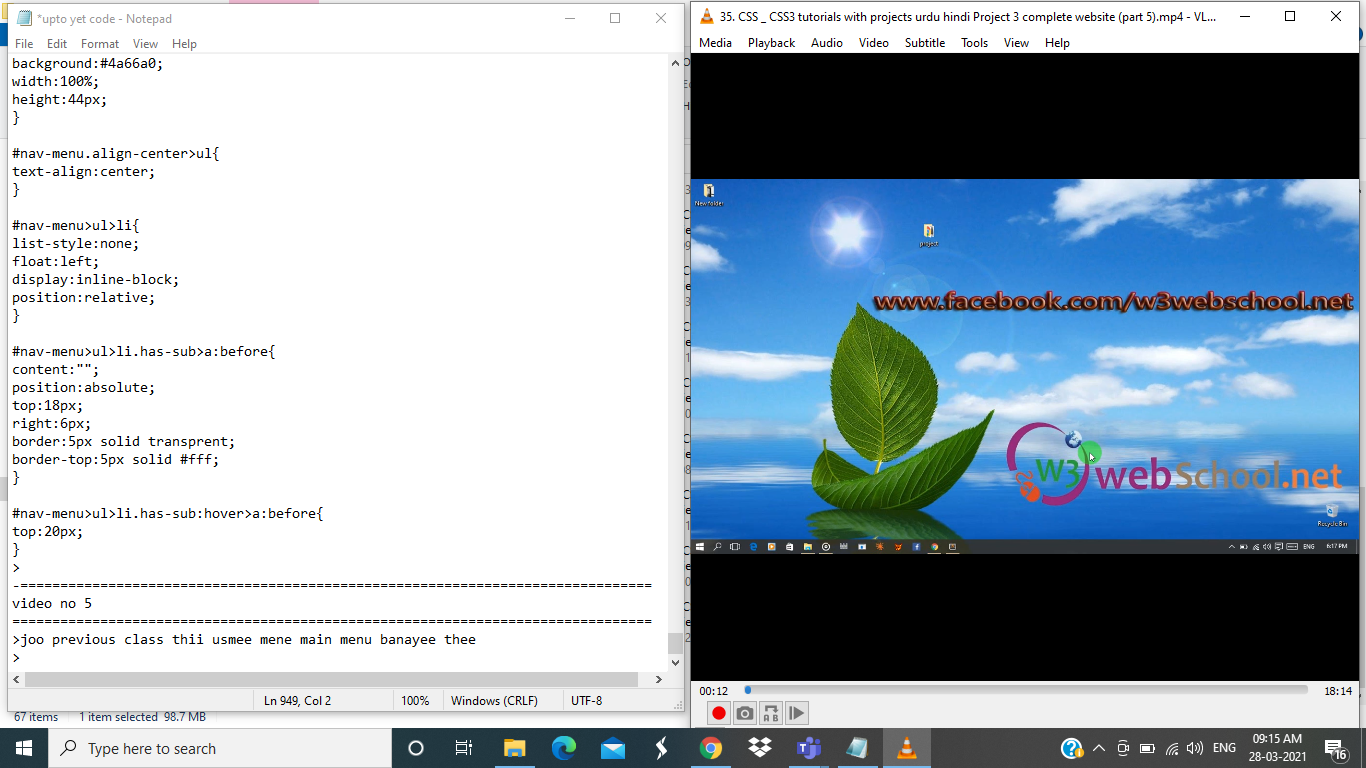 *upto yet code - Notepad
File Edit Format View Help
background:#4a66a0;
width:100%;
height:44px;
}
#nav-menu.align-center>ul{
text-align:center;
}
#nav-menu>ul>li{
list-style:none;
float:left;
display:inline-block;
position:relative;
}
#nav-menu>ul>li.has-sub>a:before{
content:"";
position:absolute;
top:18px;
right:6px;
border:5px solid transprent;
border-top:5px solid #fff;
}
#nav-menu>ul>li.has-sub:hover>a:before{
top:20px;
}
>
-===============================================================================
video no 5
================================================================================
>joo previous class thii usmee mene main menu banayee thee
>
Ln 949, Col 2 100% Windows (CRLF) UTF-8
67 items 1 item selected 98.7 MB
35. CSS _ CSS3 tutorials with projects urdu hindi Project 3 complete website (part 5).mp4 - VL...
Media Playback Audio Video Subtitle Tools View Help
New folder
project
www.facebook.com/w3webschool.net
W3webSchool.net
Recycle Bin
ENG 6:17 PM
00:12 18:14
Type here to search
ENG
09:15 AM
28-03-2021
16